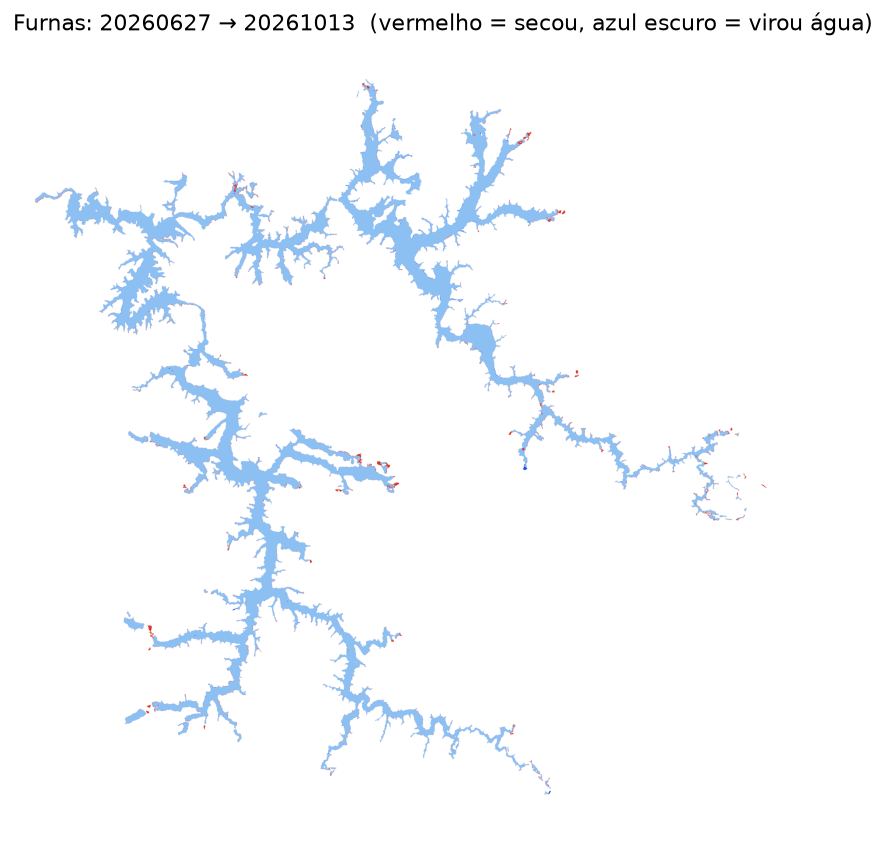 Furnas: 20260627 → 20261013  (vermelho = secou, azul escuro = virou água)